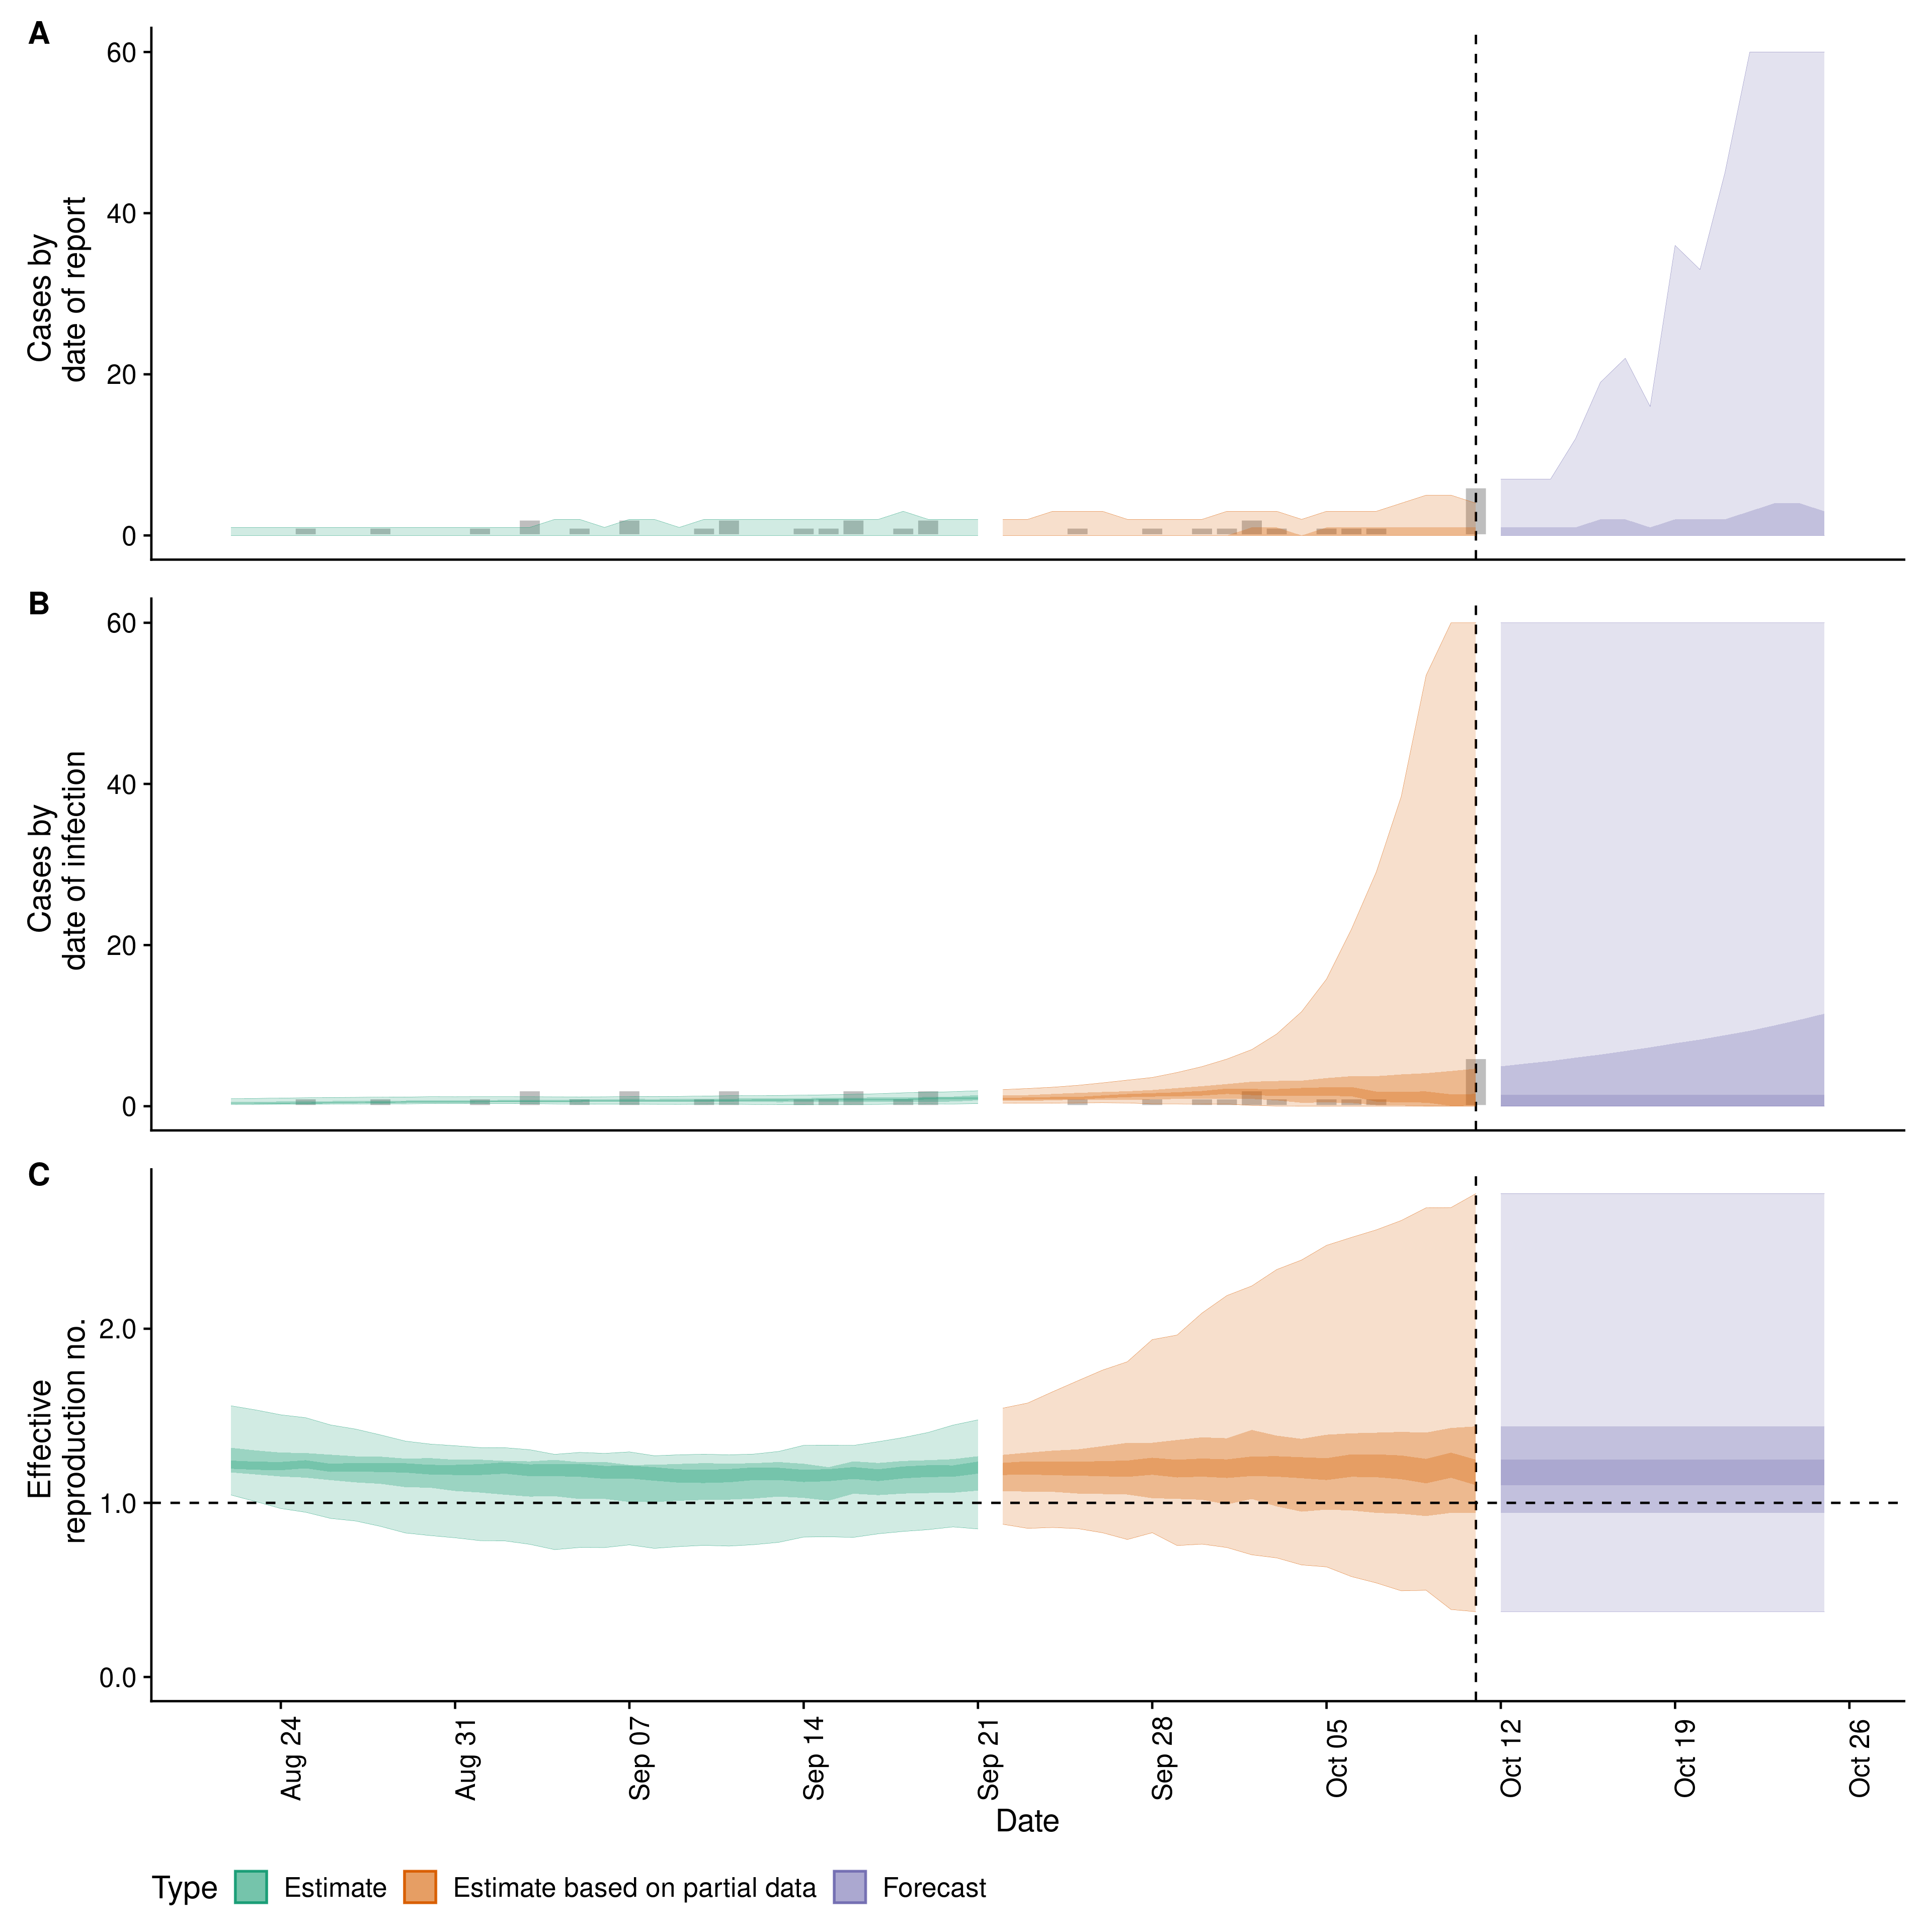 A
60
40
20
0
Cases by
date of report
B
60
40
20
0
Cases by
date of infection
C
2.0
1.0
0.0
Effective
reproduction no.
Aug 24
Aug 31
Sep 07
Sep 14
Sep 21
Sep 28
Oct 05
Oct 12
Oct 19
Oct 26
Date
Type Estimate Estimate based on partial data Forecast